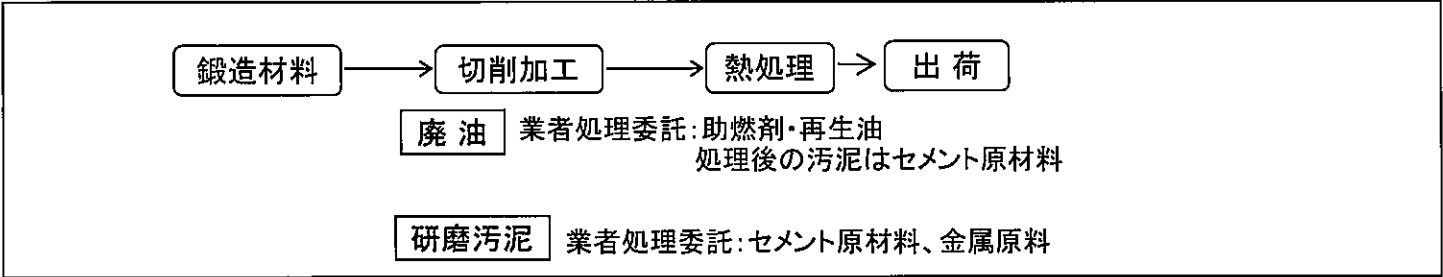 鍛造材料 切削加工 熱処理 出荷
廃油 業者処理委託:助燃剤・再生油
処理後の汚泥はセメント原材料
研磨汚泥 業者処理委託:セメント原材料、金属原料